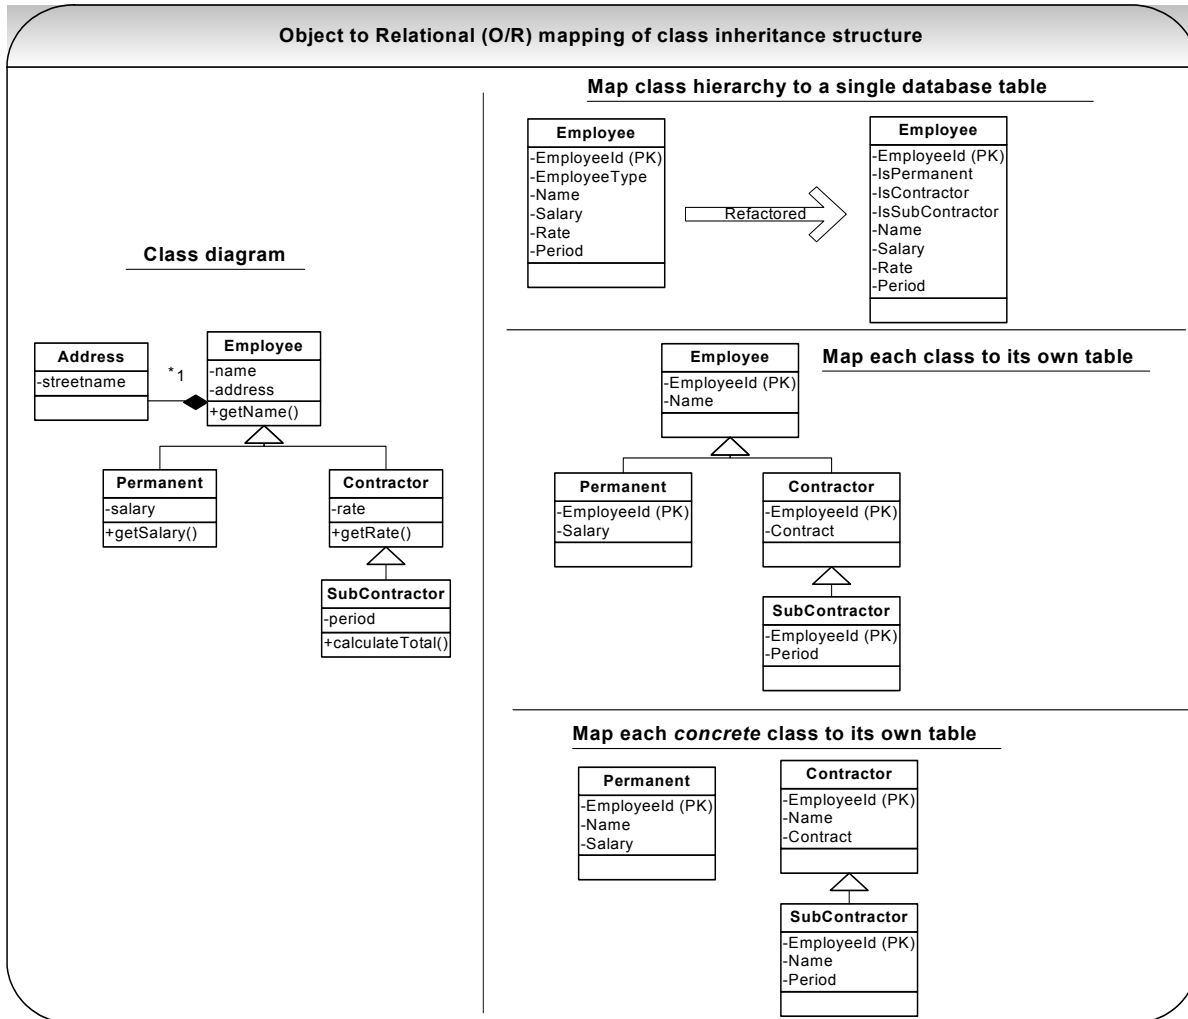 Object to Relational (O/R) mapping of class inheritance structure
Class diagram
Address
-streetname
* 1
Employee
-name
-address
+getName()
Permanent
-salary
+getSalary()
Contractor
-rate
+getRate()
SubContractor
-period
+calculateTotal()
Map class hierarchy to a single database table
Employee
-EmployeeId (PK)
-EmployeeType
-Name
-Salary
-Rate
-Period
Refactored
Employee
-EmployeeId (PK)
-IsPermanent
-IsContractor
-IsSubContractor
-Name
-Salary
-Rate
-Period
Map each class to its own table
Employee
-EmployeeId (PK)
-Name
Permanent
-EmployeeId (PK)
-Salary
Contractor
-EmployeeId (PK)
-Contract
SubContractor
-EmployeeId (PK)
-Period
Map each concrete class to its own table
Permanent
-EmployeeId (PK)
-Name
-Salary
Contractor
-EmployeeId (PK)
-Name
-Contract
SubContractor
-EmployeeId (PK)
-Name
-Period